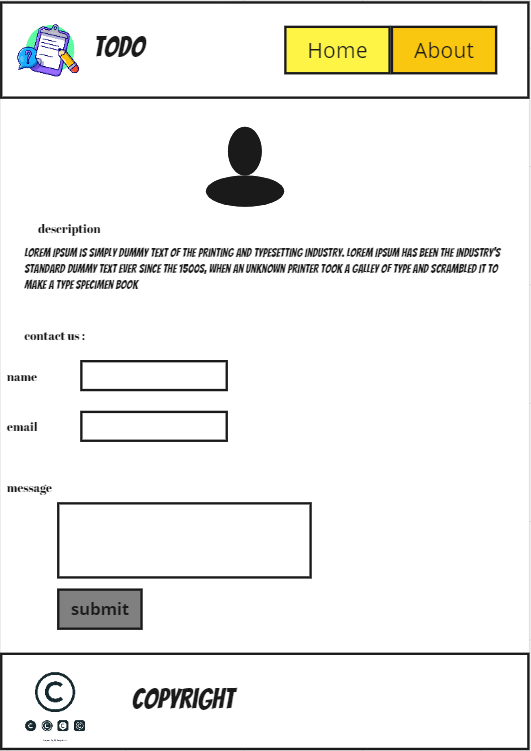 TODO
Home
About
description
LOREM IPSUM IS SIMPLY DUMMY TEXT OF THE PRINTING AND TYPESETTING INDUSTRY. LOREM IPSUM HAS BEEN THE INDUSTRY'S
STANDARD DUMMY TEXT EVER SINCE THE 1500S, WHEN AN UNKNOWN PRINTER TOOK A GALLEY OF TYPE AND SCRAMBLED IT TO
MAKE A TYPE SPECIMEN BOOK
contact us :
name
email
message
submit
©
© © © ©
COPYRIGHT